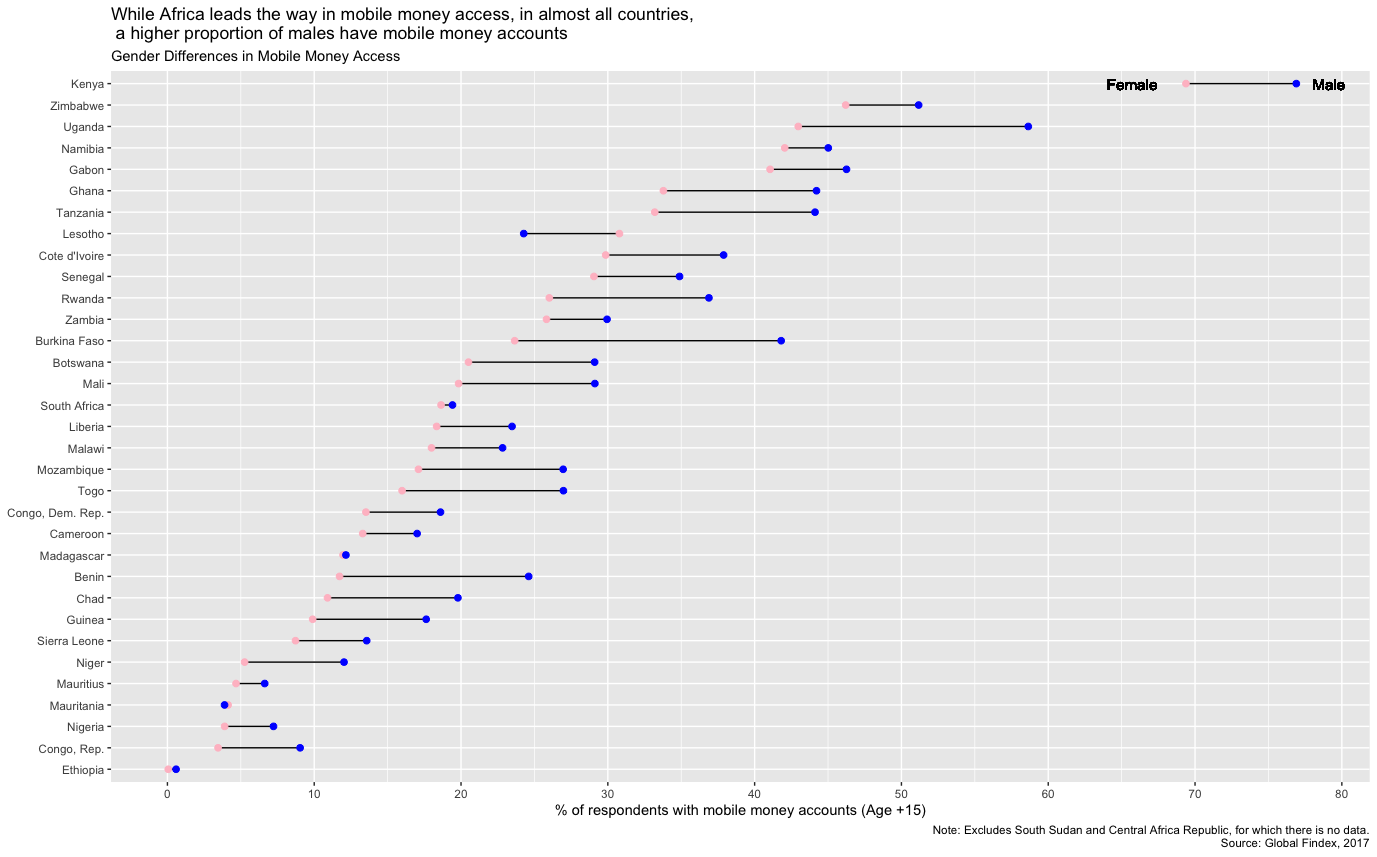 While Africa leads the way in mobile money access, in almost all countries,
a higher proportion of males have mobile money accounts
Gender Differences in Mobile Money Access
Kenya
Female
Male
Zimbabwe
Uganda
Namibia
Gabon
Ghana
Tanzania
Lesotho
Cote d'Ivoire
Senegal
Rwanda
Zambia
Burkina Faso
Botswana
Mali
South Africa
Liberia
Malawi
Mozambique
Togo
Congo, Dem. Rep.
Cameroon
Madagascar
Benin
Chad
Guinea
Sierra Leone
Niger
Mauritius
Mauritania
Nigeria
Congo, Rep.
Ethiopia
0 10 20 30 40 50 60 70 80
% of respondents with mobile money accounts (Age +15)
Note: Excludes South Sudan and Central Africa Republic, for which there is no data.
Source: Global Findex, 2017